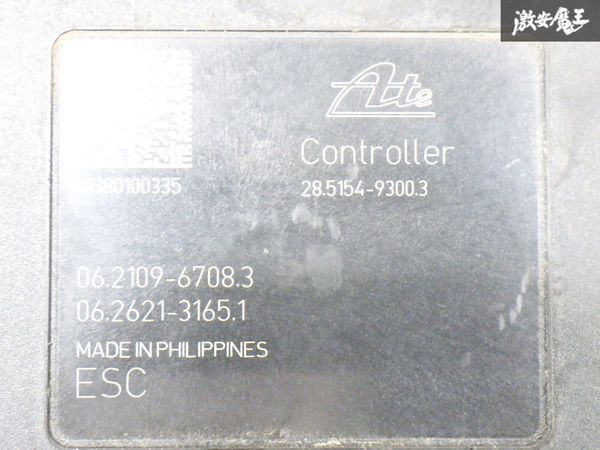 激安魔王
Ate
Controller
28.5154-9300.3
06.2109-6708.3
06.2621-3165.1
MADE IN PHILIPPINES
ESC